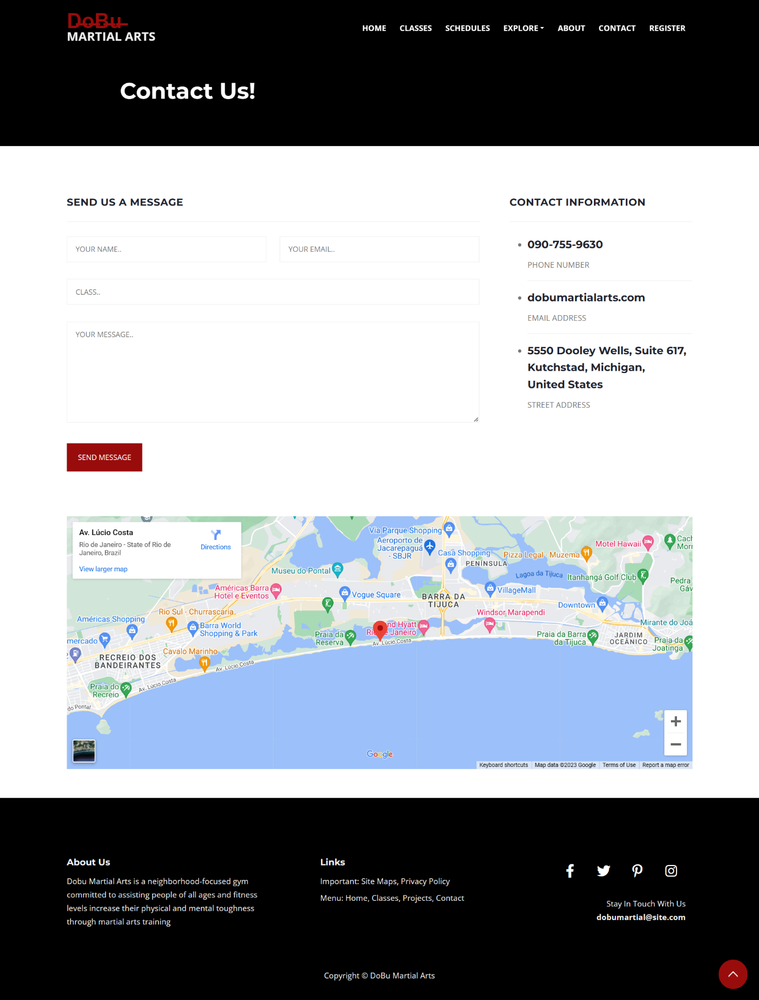 DoBu
MARTIAL ARTS
HOME CLASSES SCHEDULES EXPLORE ABOUT CONTACT REGISTER
Contact Us!
SEND US A MESSAGE
YOUR NAME..
YOUR EMAIL..
CLASS..
YOUR MESSAGE..
SEND MESSAGE
CONTACT INFORMATION
090-755-9630
PHONE NUMBER
dobumartialarts.com
EMAIL ADDRESS
5550 Dooley Wells, Suite 617,
Kutchstad, Michigan,
United States
STREET ADDRESS
Av. Lúcio Costa
Rio de Janeiro - State of Rio de
Janeiro, Brazil
Directions
View larger map
Via Parque Shopping
Aeroporto de
Jacarepaguá
- SBJR
Casa Shopping
PENÍNSULA
Pizza Legal - Muzema
Motel Hawaii
Museu do Pontal
Lagoa da Tijuca
Itanhangá Golf Club
Pedra
Américas Barra
Hotel e Eventos
Vogue Square
BARRA DA
TIJUCA
VillageMall
Downtown
Rio Sul - Churrascaria
Américas Shopping
Barra World
Shopping & Park
Windsor Marapendi
Mirante do Joá
mercado
Praia da
Reserva
nd Hyatt
Janeiro
Av. Lúcio Costa
Praia da Barra
da Tijuca
JARDIM
OCEÂNICO
Praia da
Joatinga
RECREIO DOS
BANDEIRANTES
Cavalo Marinho
Av. Lúcio Costa
Av. Lúcio Costa
Praia do
Recreio
do Pontal
Google
Keyboard shortcuts Map data ©2023 Google Terms of Use Report a map error
About Us
Dobu Martial Arts is a neighborhood-focused gym
committed to assisting people of all ages and fitness
levels increase their physical and mental toughness
through martial arts training
Links
Important: Site Maps, Privacy Policy
Menu: Home, Classes, Projects, Contact
Stay In Touch With Us
dobumartial@site.com
Copyright © DoBu Martial Arts